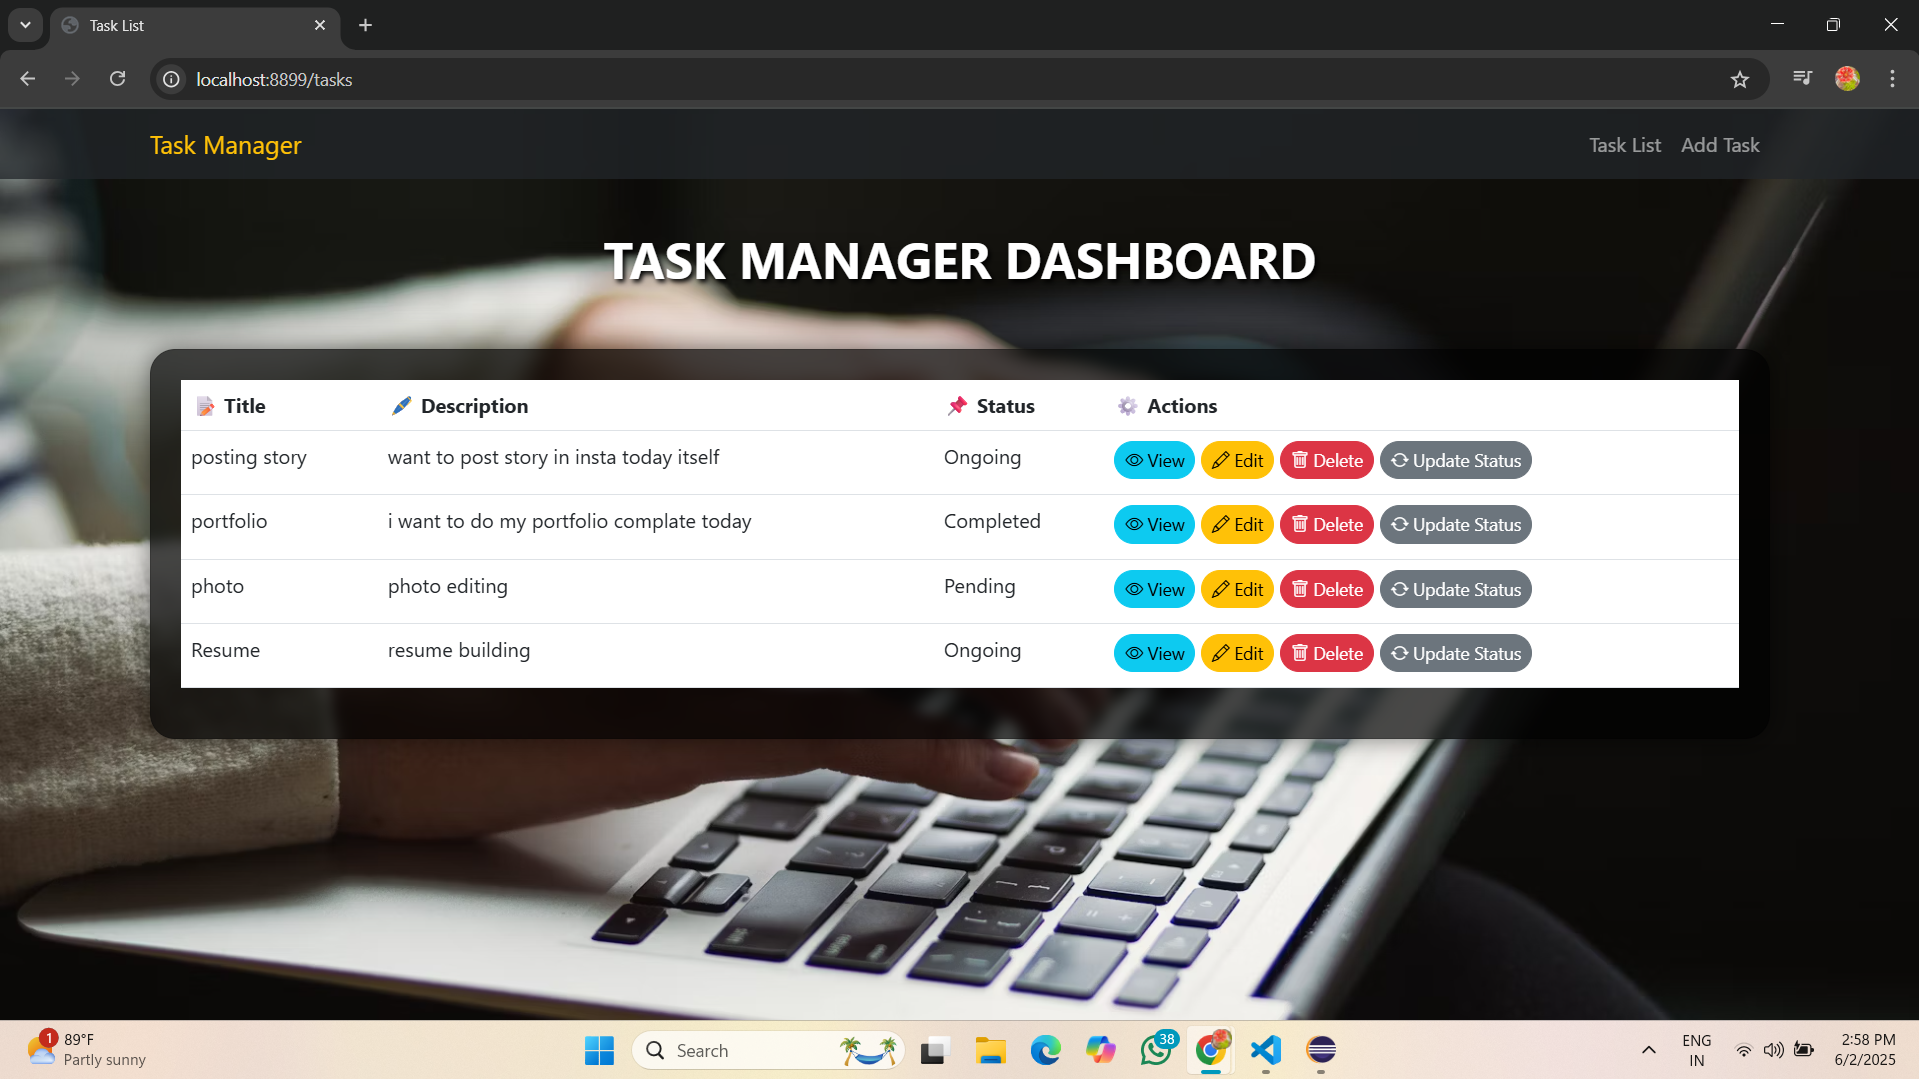 Task List
localhost:8899/tasks
Task Manager
Task List Add Task
TASK MANAGER DASHBOARD
Title Description Status Actions
posting story want to post story in insta today itself Ongoing View Edit Delete Update Status
portfolio i want to do my portfolio complate today Completed View Edit Delete Update Status
photo photo editing Pending View Edit Delete Update Status
Resume resume building Ongoing View Edit Delete Update Status
1
89°F
Partly sunny
Search
38
ENG
IN
2:58 PM
6/2/2025